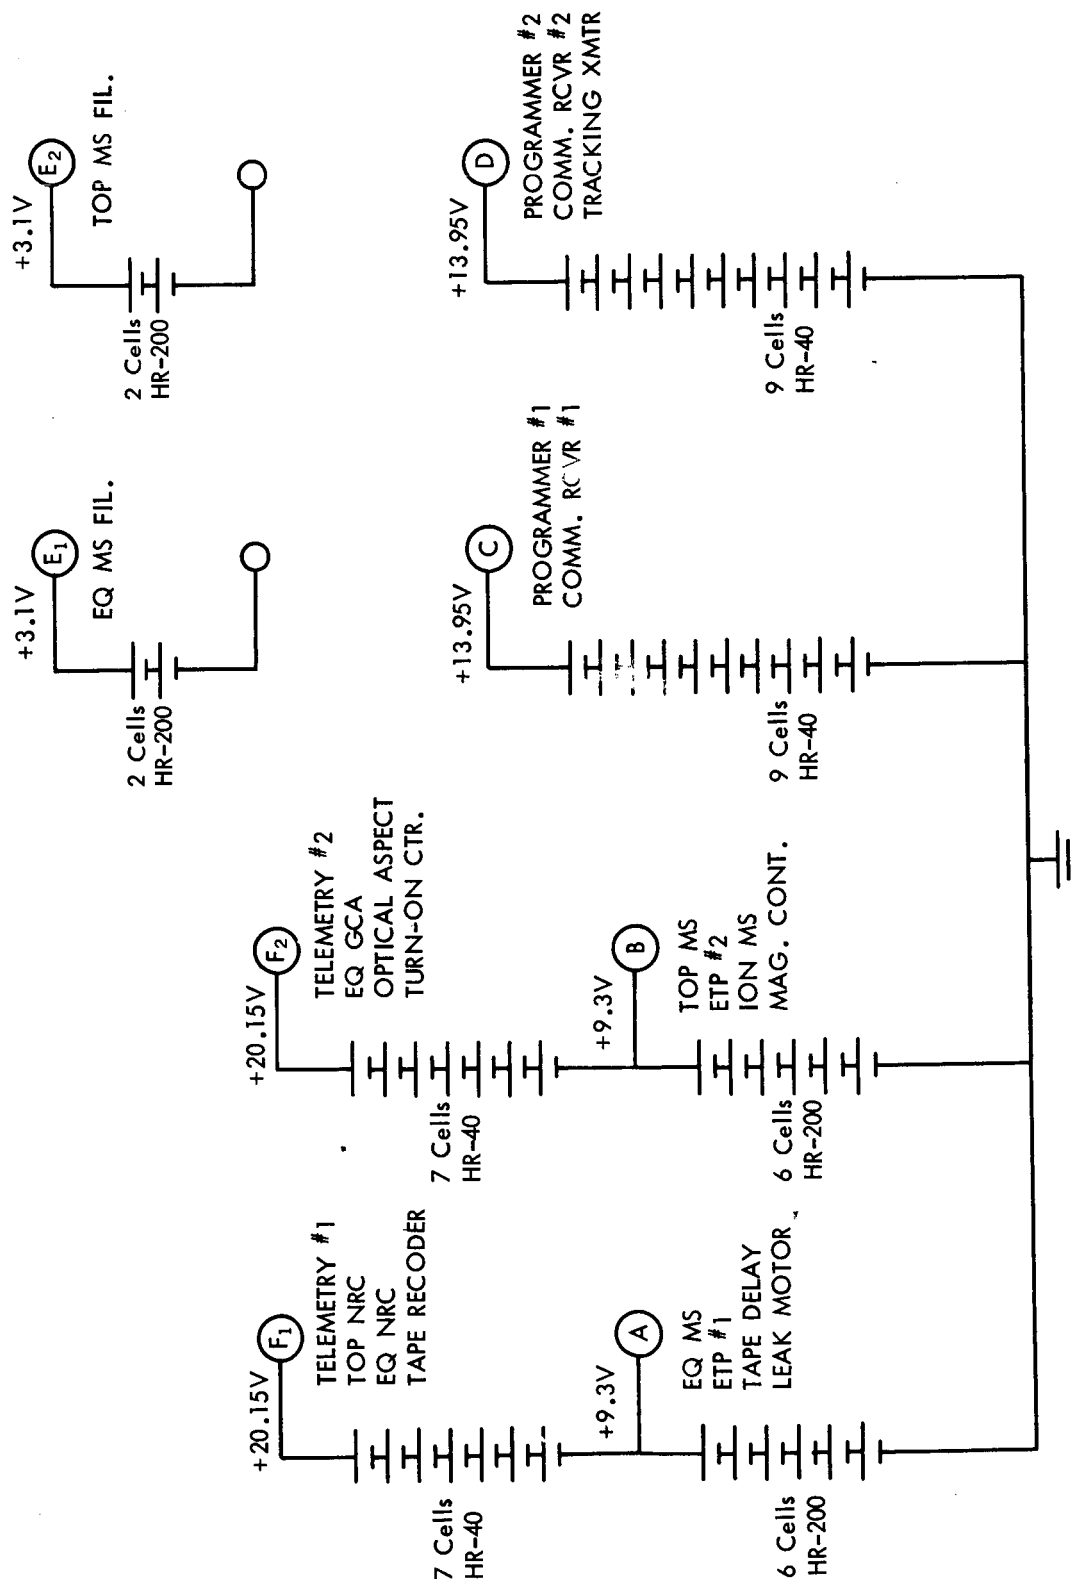 +3.1V
E1
EQ MS FIL.
2 Cells
HR-200
+3.1V
E2
TOP MS FIL.
2 Cells
HR-200
+20.15V
F1
TELEMETRY #1
TOP NRC
EQ NRC
TAPE RECODER
7 Cells
HR-40
+20.15V
F2
TELEMETRY #2
EQ GCA
OPTICAL ASPECT
TURN-ON CTR.
7 Cells
HR-40
+9.3V
A
EQ MS
ETP #1
TAPE DELAY
LEAK MOTOR
6 Cells
HR-200
+9.3V
B
TOP MS
ETP #2
ION MS
MAG. CONT.
6 Cells
HR-200
+13.95V
C
PROGRAMMER #1
COMM. RCVR #1
9 Cells
HR-40
+13.95V
D
PROGRAMMER #2
COMM. RCVR #2
TRACKING XMTR
9 Cells
HR-40